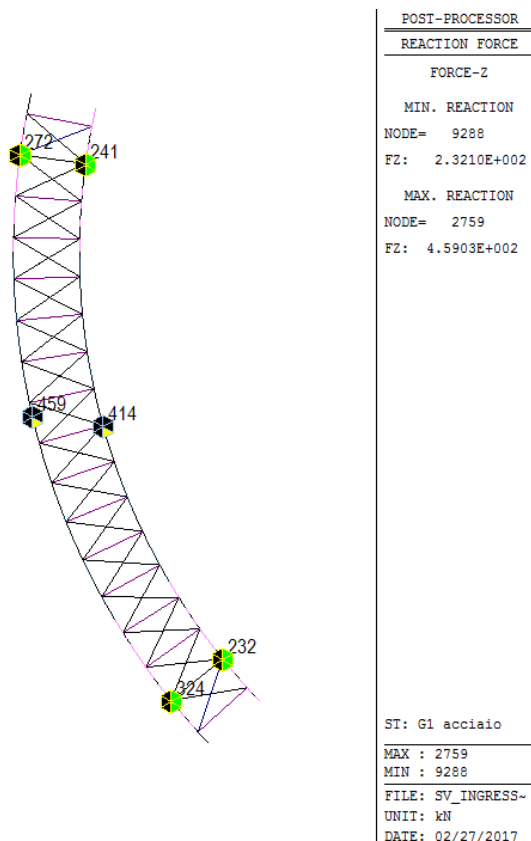 POST-PROCESSOR
REACTION FORCE
FORCE-Z
MIN. REACTION
NODE= 9288
FZ: 2.3210E+002
MAX. REACTION
NODE= 2759
FZ: 4.5903E+002
272
241
459
414
232
324
ST: G1 acciaio
MAX : 2759
MIN : 9288
FILE: SV_INGRESS~
UNIT: kN
DATE: 02/27/2017